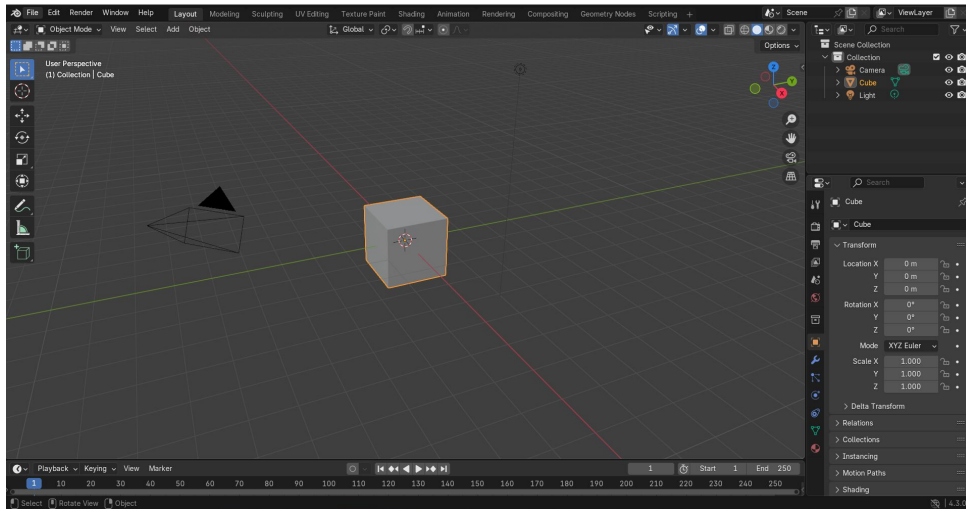 File Edit Render Window Help Layout Modeling Sculpting UV Editing Texture Paint Shading Animation Rendering Compositing Geometry Nodes Scripting + Scene ViewLayer
Object Mode View Select Add Object Global Search
Options
User Perspective
(1) Collection | Cube
Z
Y
X
Scene Collection
Collection
Camera
Cube
Light
Search
Cube
Cube
Transform
Location X 0 m
Y 0 m
Z 0 m
Rotation X 0°
Y 0°
Z 0°
Mode XYZ Euler
Scale X 1.000
Y 1.000
Z 1.000
Delta Transform
Relations
Collections
Instancing
Motion Paths
Shading
Playback Keying View Marker 1 Start 1 End 250
1 10 20 30 40 50 60 70 80 90 100 110 120 130 140 150 160 170 180 190 200 210 220 230 240 250
Select Rotate View Object 4.3.0